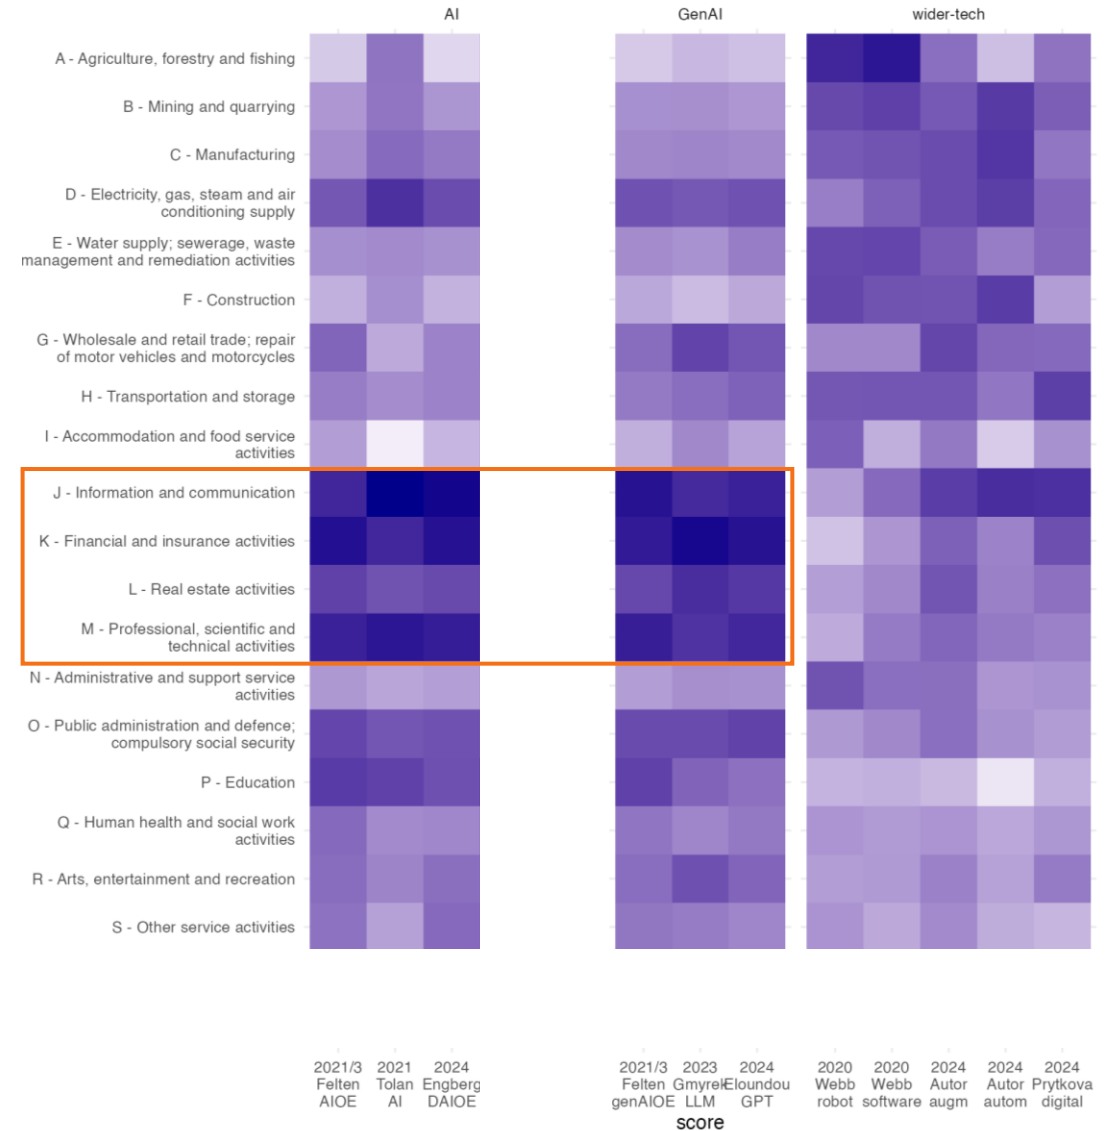 AI
GenAI
wider-tech
A - Agriculture, forestry and fishing
B - Mining and quarrying
C - Manufacturing
D - Electricity, gas, steam and air
conditioning supply
E - Water supply; sewerage, waste
management and remediation activities
F - Construction
G - Wholesale and retail trade; repair
of motor vehicles and motorcycles
H - Transportation and storage
I - Accommodation and food service
activities
J - Information and communication
K - Financial and insurance activities
L - Real estate activities
M - Professional, scientific and
technical activities
N - Administrative and support service
activities
O - Public administration and defence;
compulsory social security
P - Education
Q - Human health and social work
activities
R - Arts, entertainment and recreation
S - Other service activities
2021/3
Felten
AIOE
2021
Tolan
AI
2024
Engberg
DAIOE
2021/3
Felten
genAIOE
2023
Gmyrek
LLM
2024
Eloundou
GPT
2020
Webb
robot
2020
Webb
software
2024
Autor
augm
2024
Autor
autom
2024
Prytkova
digital
score